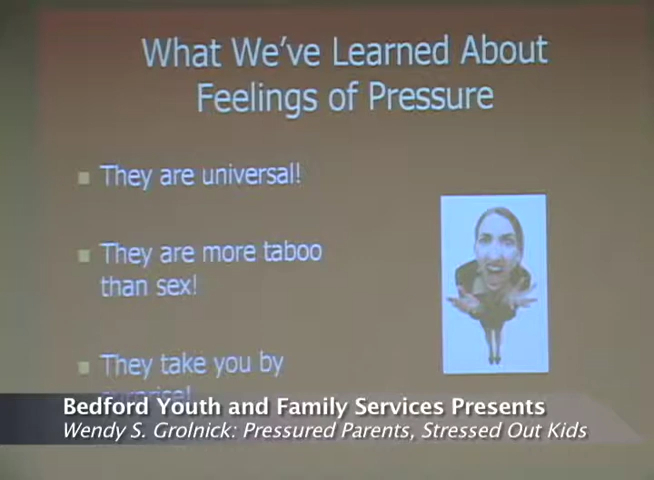 What We've Learned About
Feelings of Pressure
They are universal!
They are more taboo
than sex!
They take you by
surprise!
Bedford Youth and Family Services Presents
Wendy S. Grolnick: Pressured Parents, Stressed Out Kids